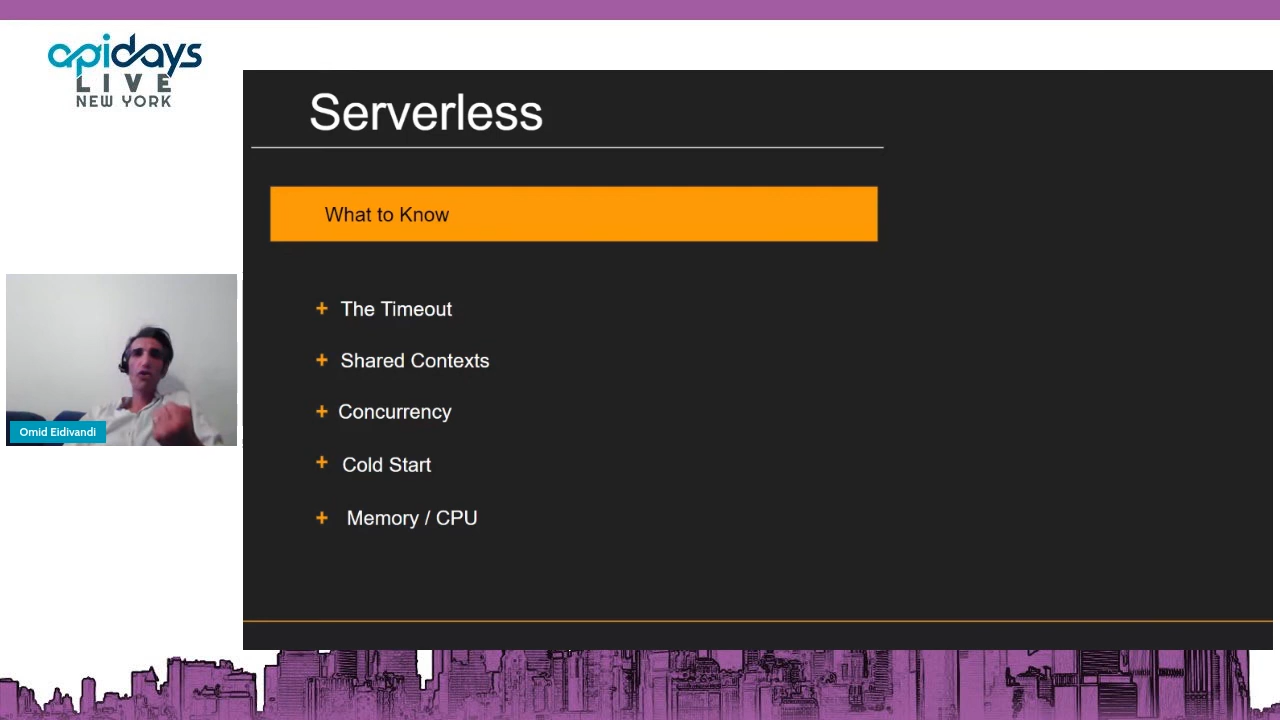 apidays
LIVE
NEW YORK
Serverless
What to Know
+ The Timeout
+ Shared Contexts
+ Concurrency
+ Cold Start
+ Memory / CPU
Omid Eidivandi